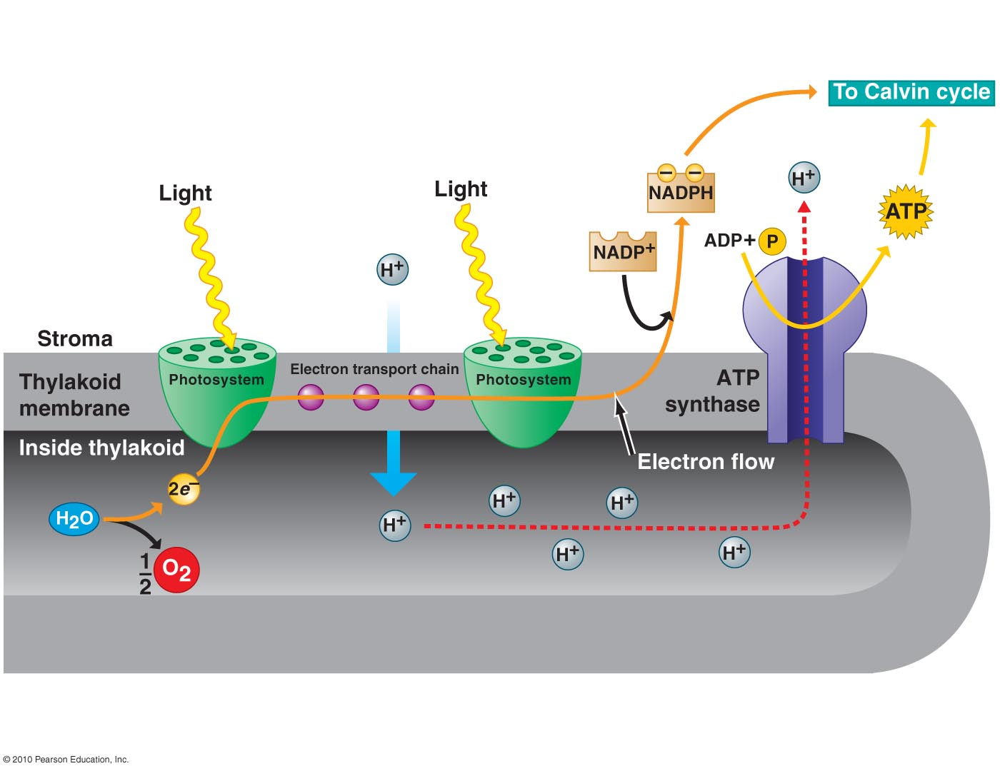 To Calvin cycle
Light
Light
H+
NADPH
− −
ATP
ADP+ P
NADP+
H+
Stroma
Photosystem
Electron transport chain
Photosystem
Thylakoid
membrane
ATP
synthase
Inside thylakoid
Electron flow
2e−
H2O
H+
H+
H+
H+
H+
1
2
O2
© 2010 Pearson Education, Inc.